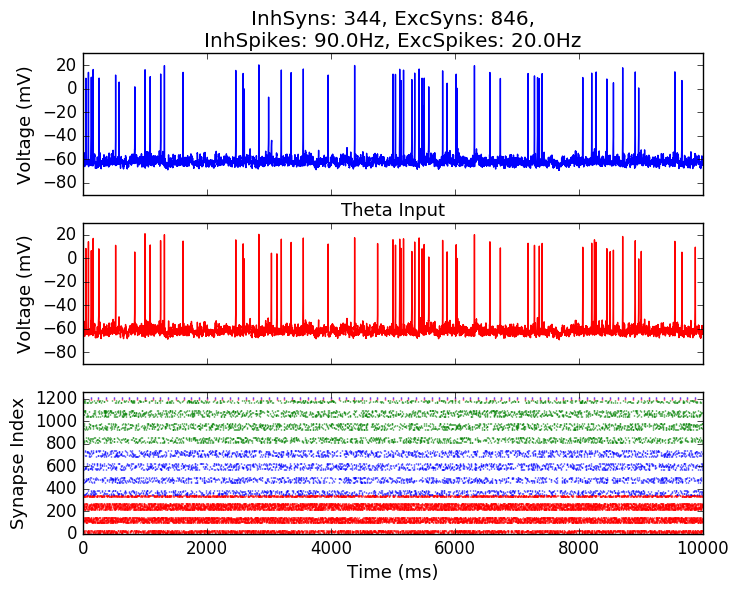 InhSyns: 344, ExcSyns: 846,
InhSpikes: 90.0Hz, ExcSpikes: 20.0Hz
Voltage (mV)
20
0
−20
−40
−60
−80
Theta Input
Voltage (mV)
20
0
−20
−40
−60
−80
Synapse Index
1200
1000
800
600
400
200
0
0 2000 4000 6000 8000 10000
Time (ms)